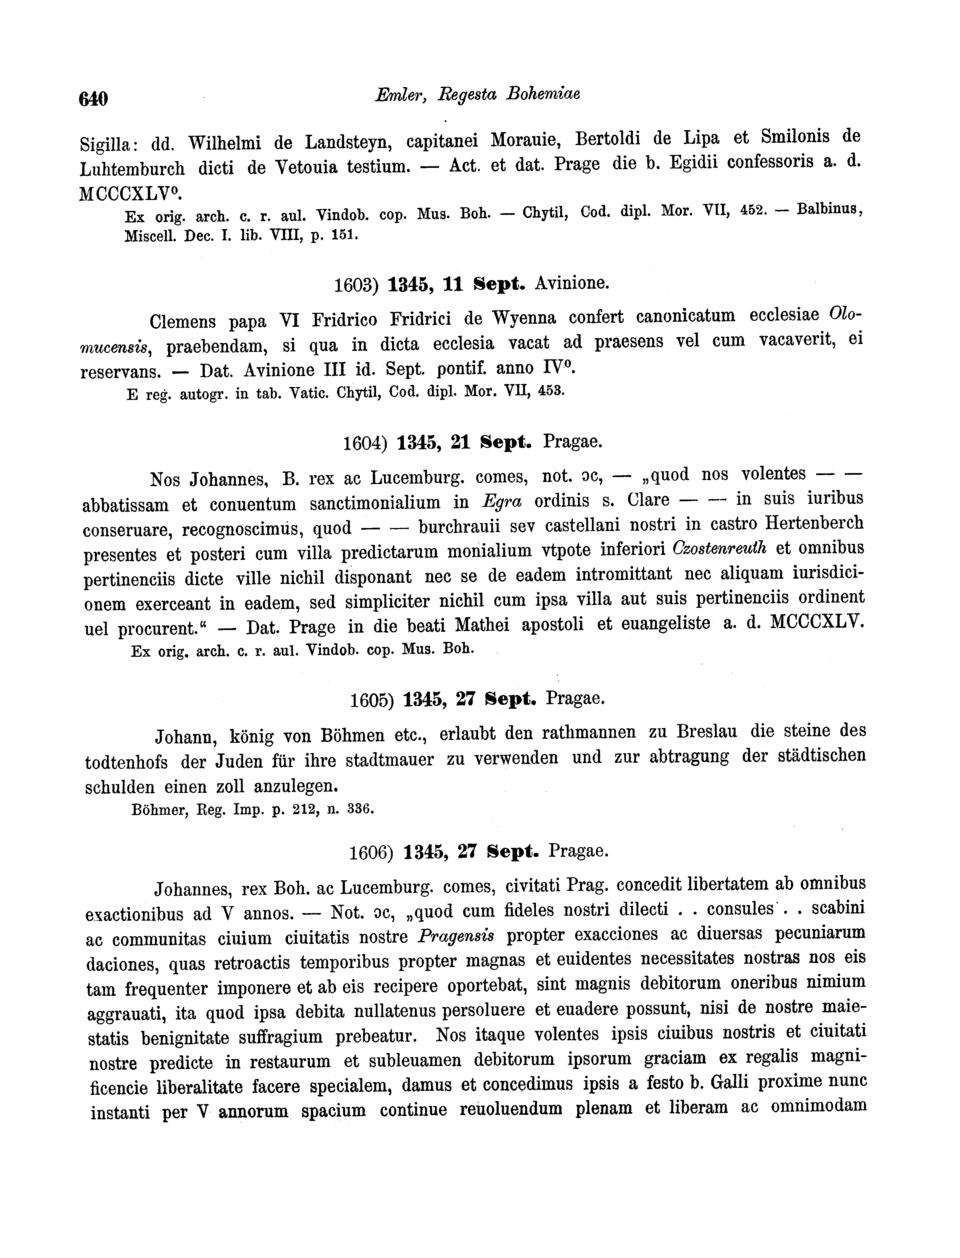 640
Emler, Regesta Bohemiae
Sigilla: dd. Wilhelmi de Landsteyn, capitanei Morauie, Bertoldi de Lipa et Smilonis de
Luhtemburch dicti de Vetouia testium. — Act. et dat. Prage die b. Egidii confessoris a. d.
MCCCXLV⁰.
Ex orig. arch. c. r. aul. Vindob. cop. Mus. Boh. — Chytil, Cod. dipl. Mor. VII, 452. — Balbinus,
Miscell. Dec. I. lib. VIII, p. 151.
1603) 1345, 11 Sept. Avinione.
Clemens papa VI Fridrico Fridrici de Wyenna confert canonicatum ecclesiae Olo-
mucensis, praebendam, si qua in dicta ecclesia vacat ad praesens vel cum vacaverit, ei
reservans. — Dat. Avinione III id. Sept. pontif. anno IV⁰.
E reg. autogr. in tab. Vatic. Chytil, Cod. dipl. Mor. VII, 453.
1604) 1345, 21 Sept. Pragae.
Nos Johannes, B. rex ac Lucemburg. comes, not. ↄc, — „quod nos volentes — —
abbatissam et conuentum sanctimonialium in Egra ordinis s. Clare — — in suis iuribus
conseruare, recognoscimus, quod — — burchrauii sev castellani nostri in castro Hertenberch
presentes et posteri cum villa predictarum monialium vtpote inferiori Czostenreuth et omnibus
pertinenciis dicte ville nichil disponant nec se de eadem intromittant nec aliquam iurisdici-
onem exerceant in eadem, sed simpliciter nichil cum ipsa villa aut suis pertinenciis ordinent
uel procurent.“ — Dat. Prage in die beati Mathei apostoli et euangeliste a. d. MCCCXLV.
Ex orig. arch. c. r. aul. Vindob. cop. Mus. Boh.
1605) 1345, 27 Sept. Pragae.
Johann, könig von Böhmen etc., erlaubt den rathmannen zu Breslau die steine des
todtenhofs der Juden für ihre stadtmauer zu verwenden und zur abtragung der städtischen
schulden einen zoll anzulegen.
Böhmer, Reg. Imp. p. 212, n. 336.
1606) 1345, 27 Sept. Pragae.
Johannes, rex Boh. ac Lucemburg. comes, civitati Prag. concedit libertatem ab omnibus
exactionibus ad V annos. — Not. ↄc, „quod cum fideles nostri dilecti . . consules . . scabini
ac communitas ciuium ciuitatis nostre Pragensis propter exacciones ac diuersas pecuniarum
daciones, quas retroactis temporibus propter magnas et euidentes necessitates nostras nos eis
tam frequenter imponere et ab eis recipere oportebat, sint magnis debitorum oneribus nimium
aggrauati, ita quod ipsa debita nullatenus persoluere et euadere possunt, nisi de nostre maie-
statis benignitate suffragium prebeatur. Nos itaque volentes ipsis ciuibus nostris et ciuitati
nostre predicte in restaurum et subleuamen debitorum ipsorum graciam ex regalis magni-
ficencie liberalitate facere specialem, damus et concedimus ipsis a festo b. Galli proxime nunc
instanti per V annorum spacium continue reuoluendum plenam et liberam ac omnimodam